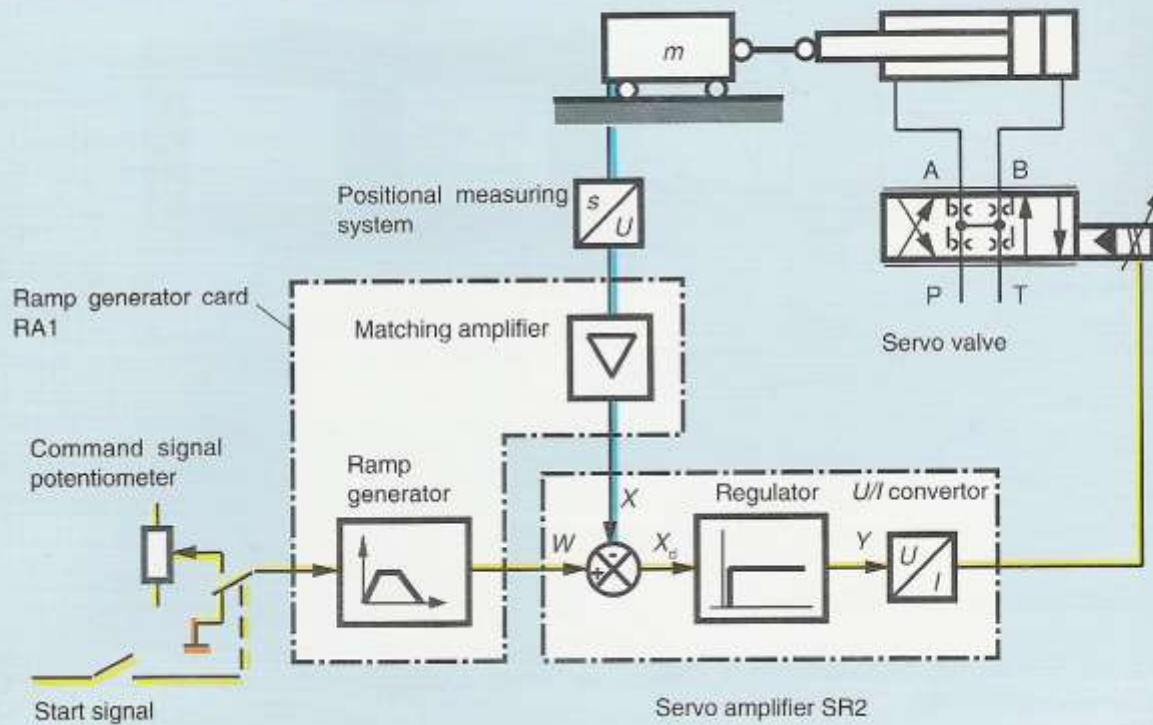 m
A B
Positional measuring
system
s
U
P T
Servo valve
Ramp generator card
RA1
Matching amplifier
Command signal
potentiometer
Ramp
generator
X
Regulator
U/I convertor
W
X_d
Y
U
I
-
+
Start signal
Servo amplifier SR2